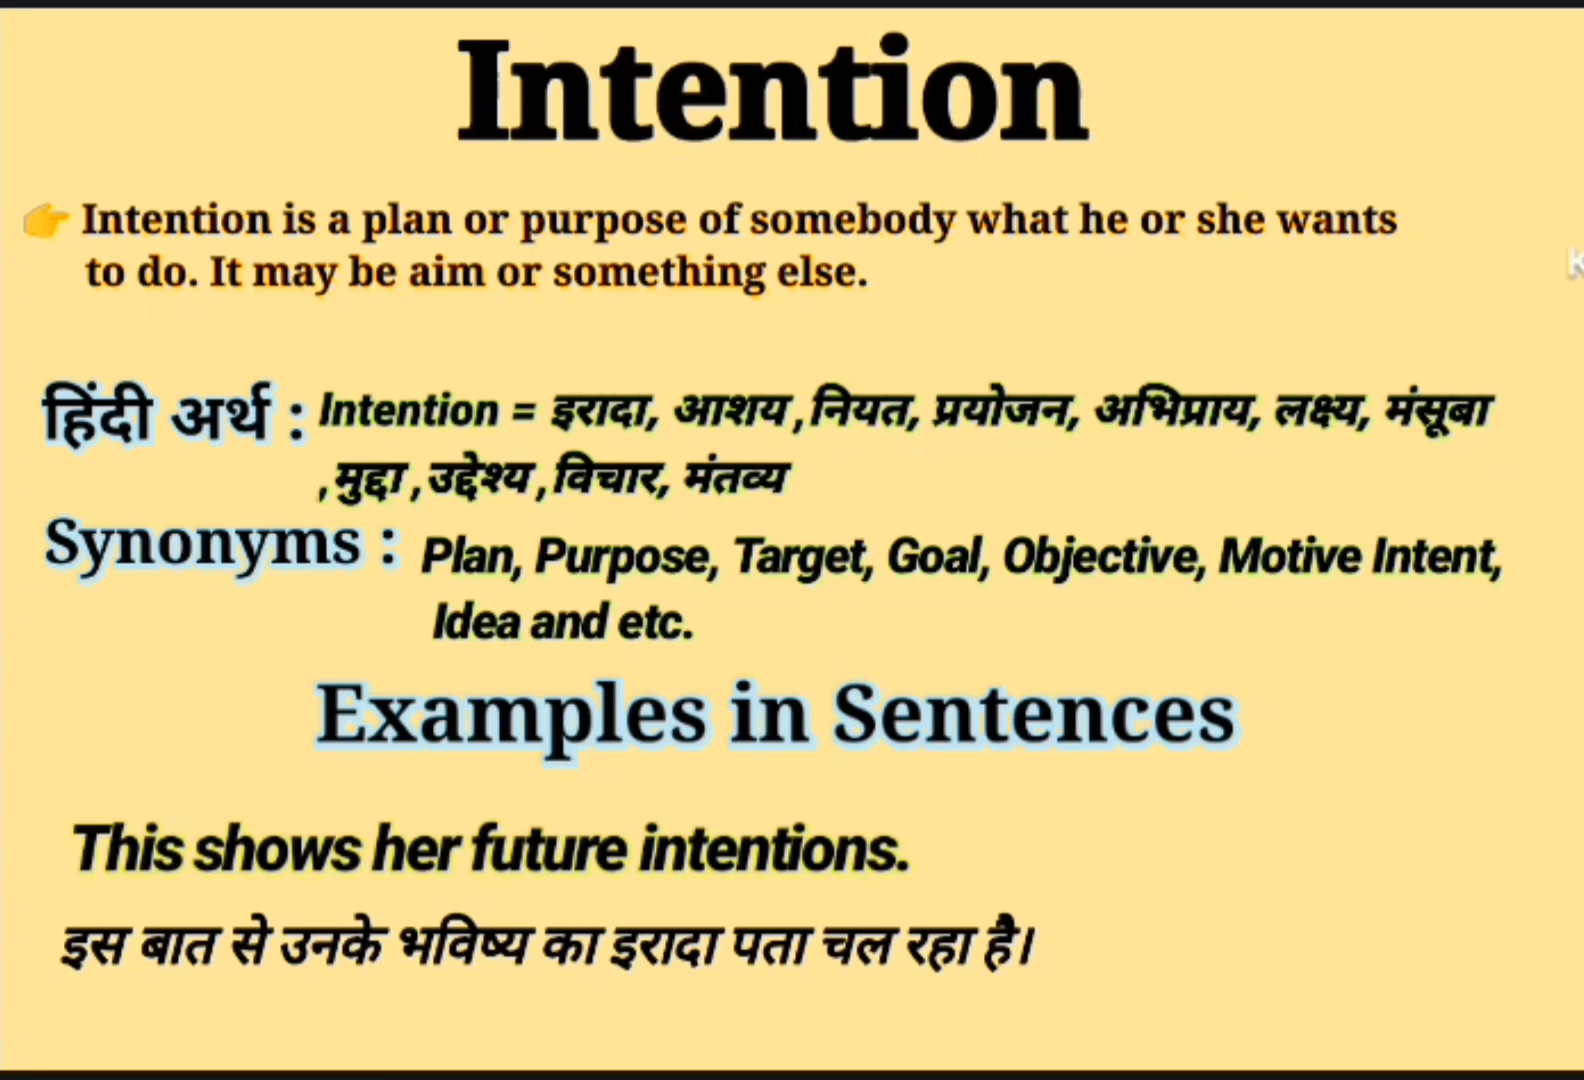 Intention
👉 Intention is a plan or purpose of somebody what he or she wants
to do. It may be aim or something else.
हिंदी अर्थ : Intention = इरादा, आशय ,नियत, प्रयोजन, अभिप्राय, लक्ष्य, मंसूबा
,मुद्दा ,उद्देश्य ,विचार, मंतव्य
Synonyms : Plan, Purpose, Target, Goal, Objective, Motive Intent,
Idea and etc.
Examples in Sentences
This shows her future intentions.
इस बात से उनके भविष्य का इरादा पता चल रहा है।